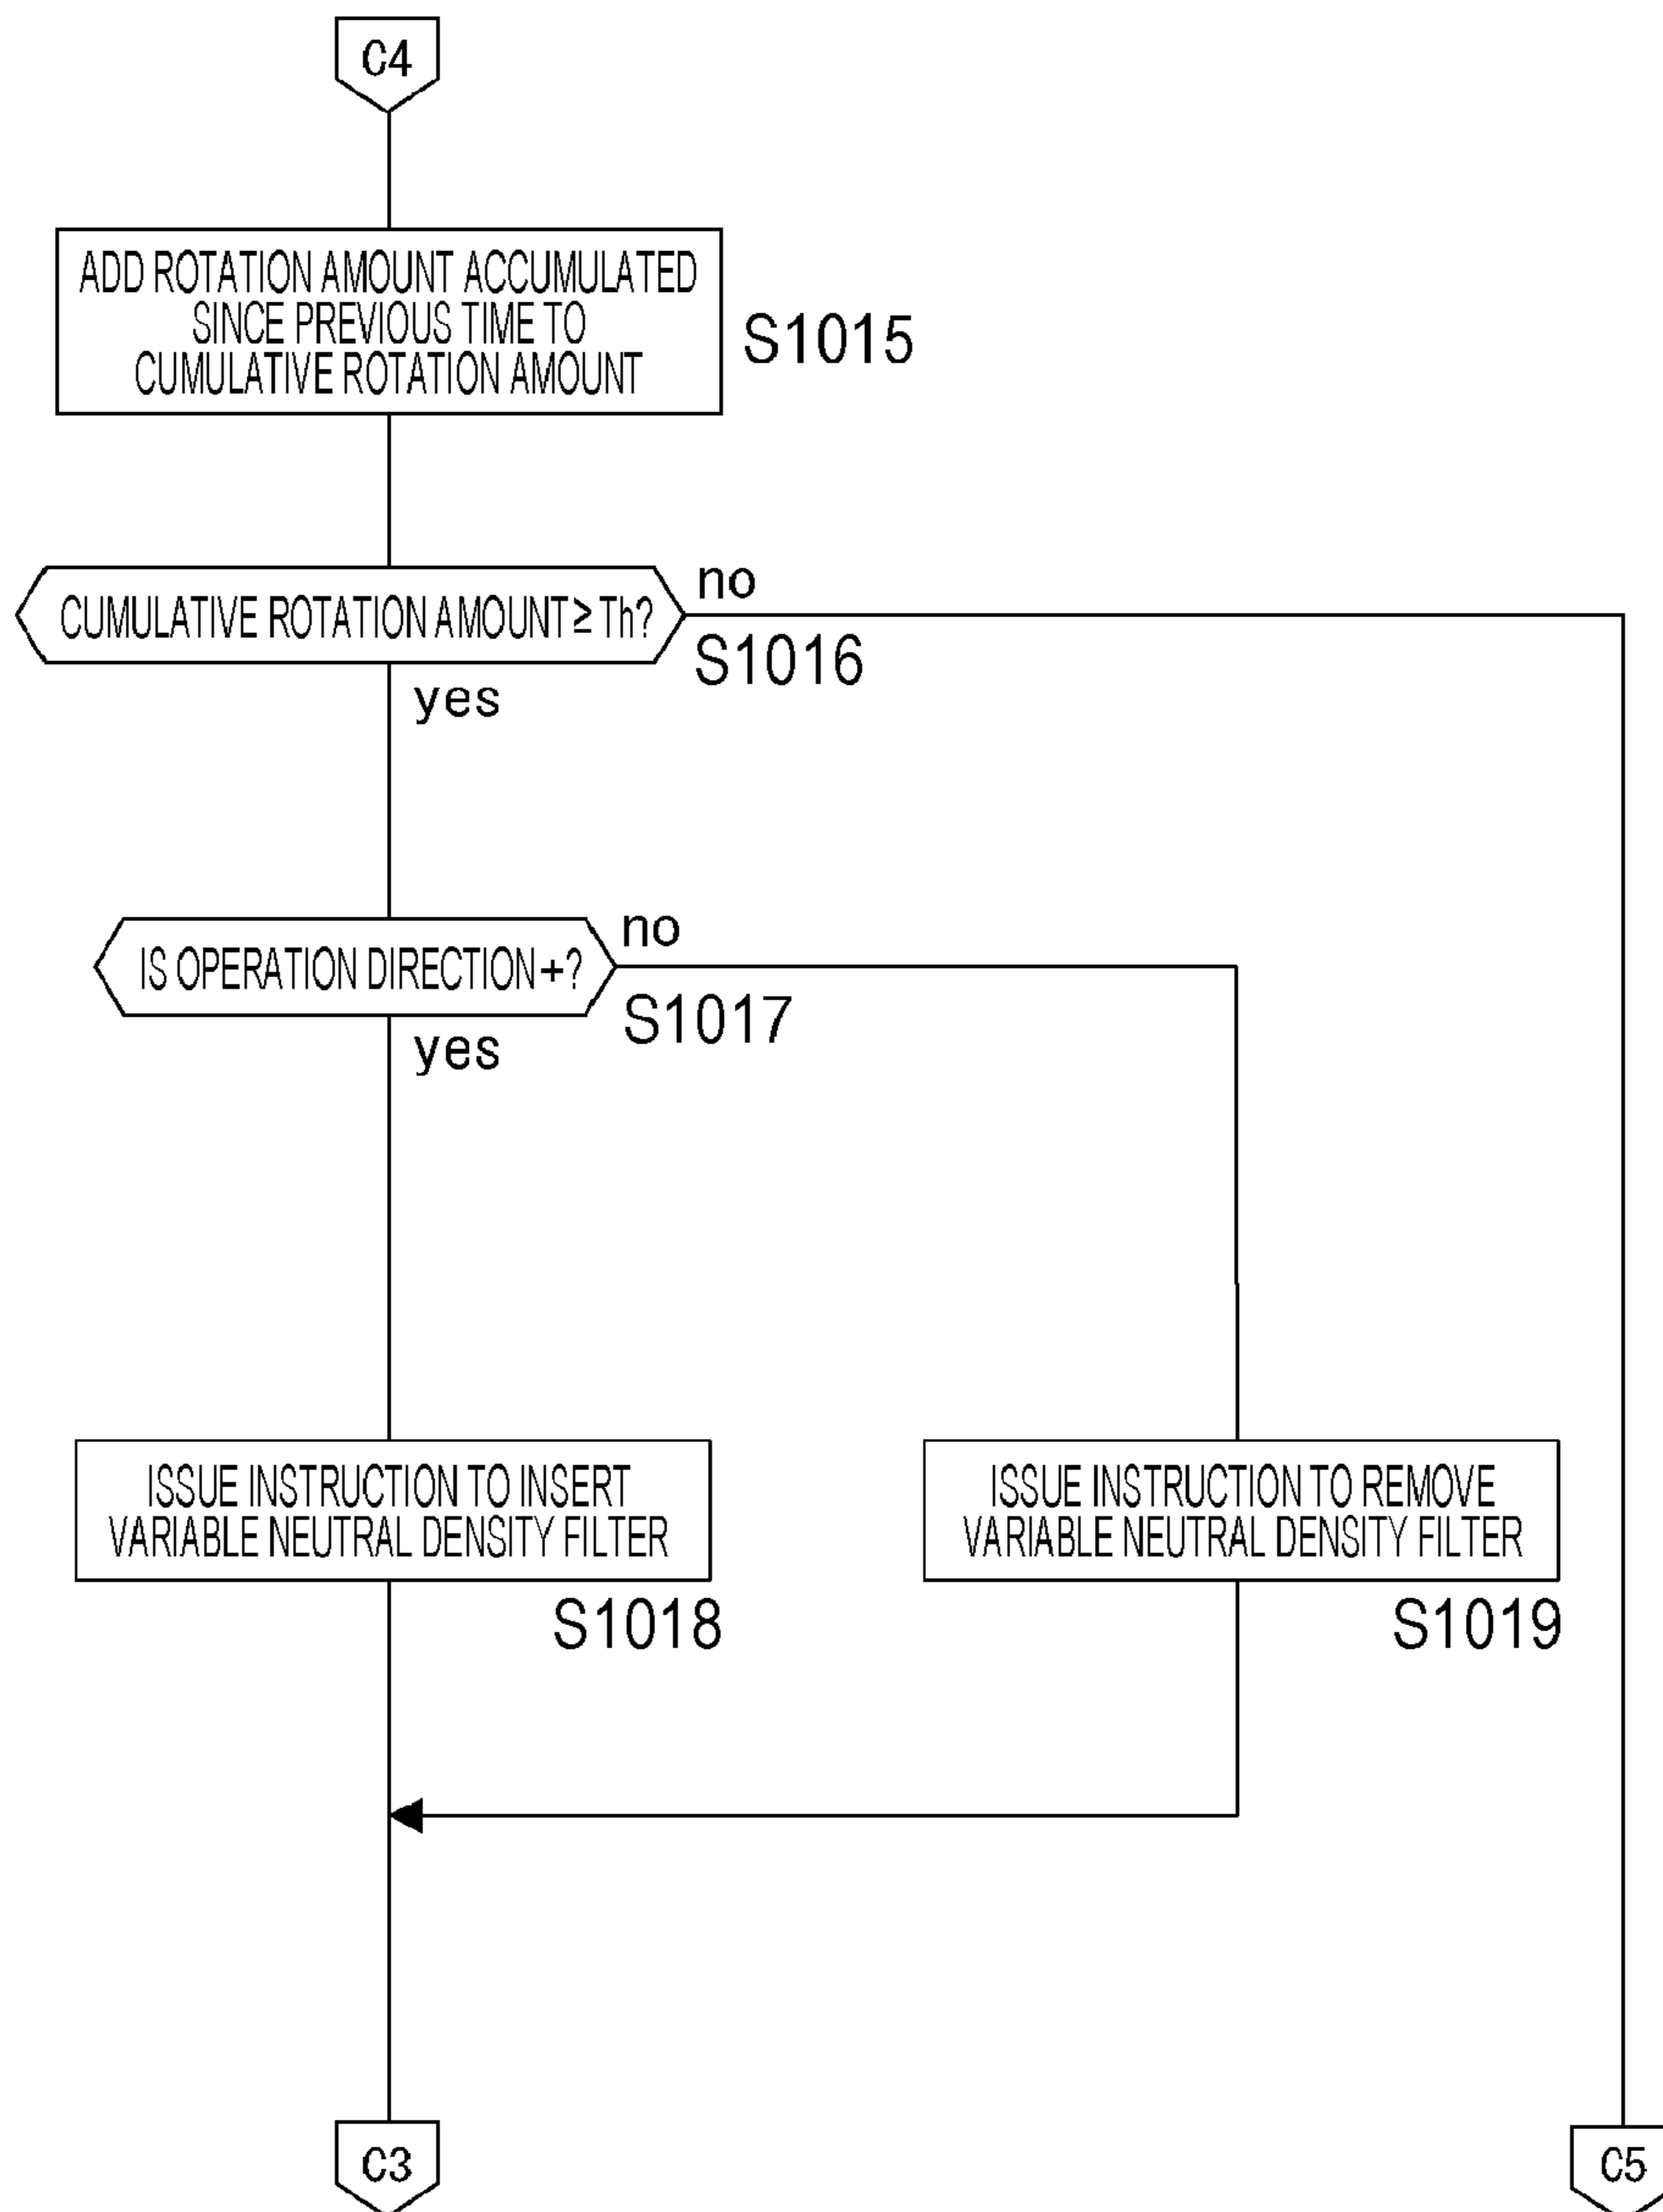 C4
ADD ROTATION AMOUNT ACCUMULATED
SINCE PREVIOUS TIME TO
CUMULATIVE ROTATION AMOUNT
S1015
CUMULATIVE ROTATION AMOUNT ≥ Th?
no
S1016
yes
IS OPERATION DIRECTION +?
no
S1017
yes
ISSUE INSTRUCTION TO INSERT
VARIABLE NEUTRAL DENSITY FILTER
S1018
ISSUE INSTRUCTION TO REMOVE
VARIABLE NEUTRAL DENSITY FILTER
S1019
C3
C5